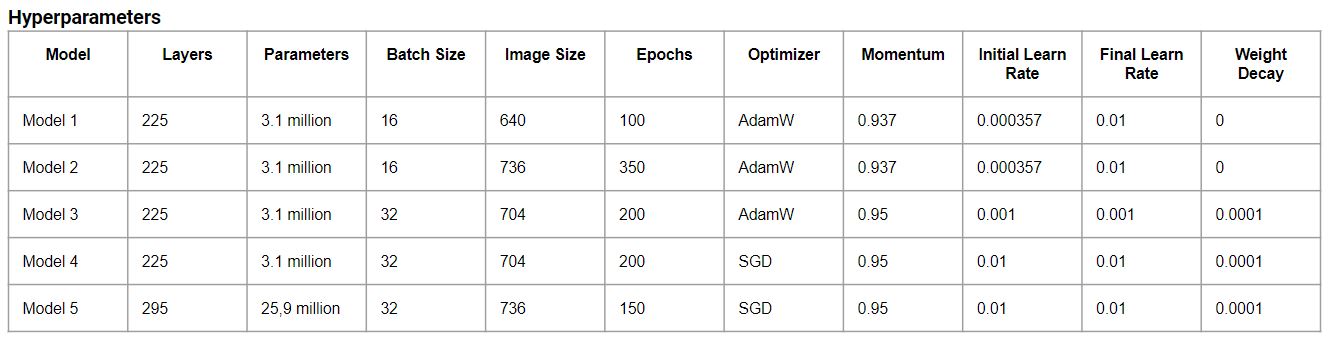 Hyperparameters
Model Layers Parameters Batch Size Image Size Epochs Optimizer Momentum Initial Learn Rate Final Learn Rate Weight Decay
Model 1 225 3.1 million 16 640 100 AdamW 0.937 0.000357 0.01 0
Model 2 225 3.1 million 16 736 350 AdamW 0.937 0.000357 0.01 0
Model 3 225 3.1 million 32 704 200 AdamW 0.95 0.001 0.001 0.0001
Model 4 225 3.1 million 32 704 200 SGD 0.95 0.01 0.01 0.0001
Model 5 295 25,9 million 32 736 150 SGD 0.95 0.01 0.01 0.0001